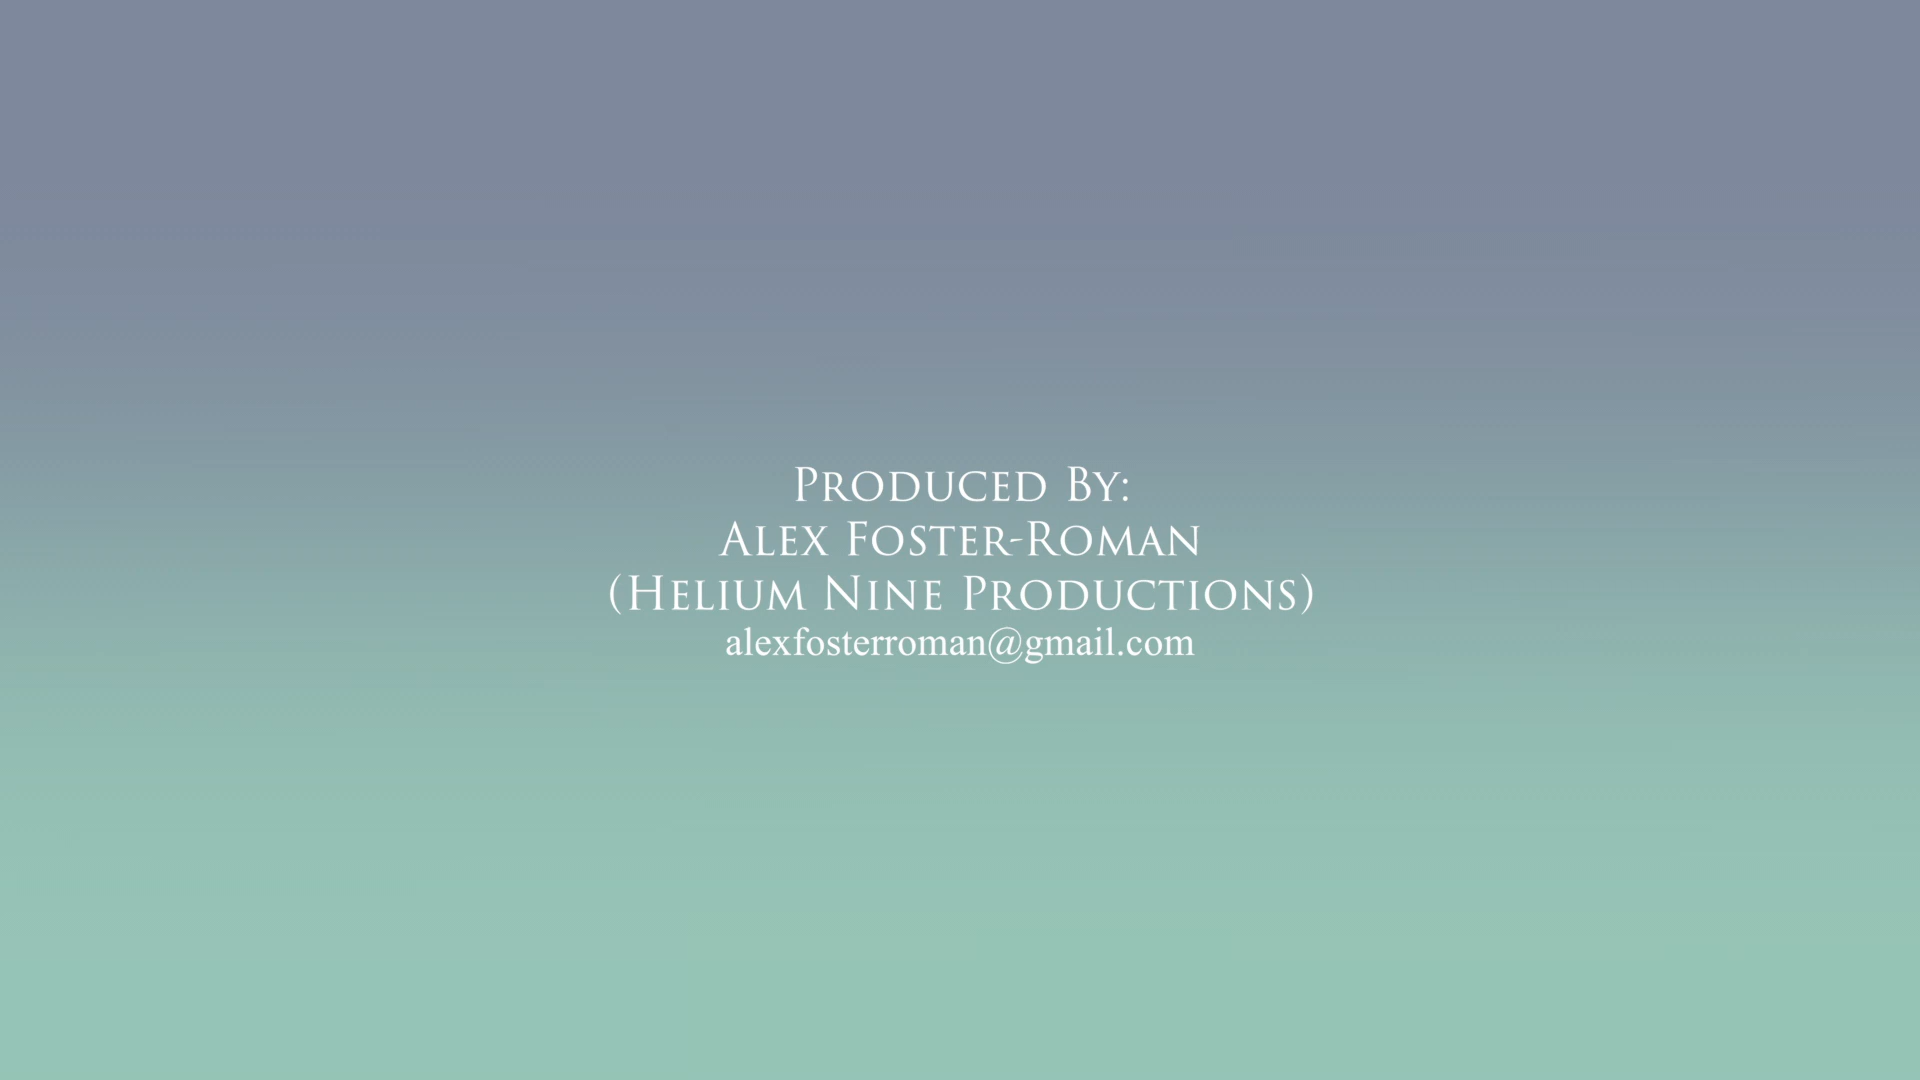 Produced By:
Alex Foster-Roman
(Helium Nine Productions)
alexfosterroman@gmail.com